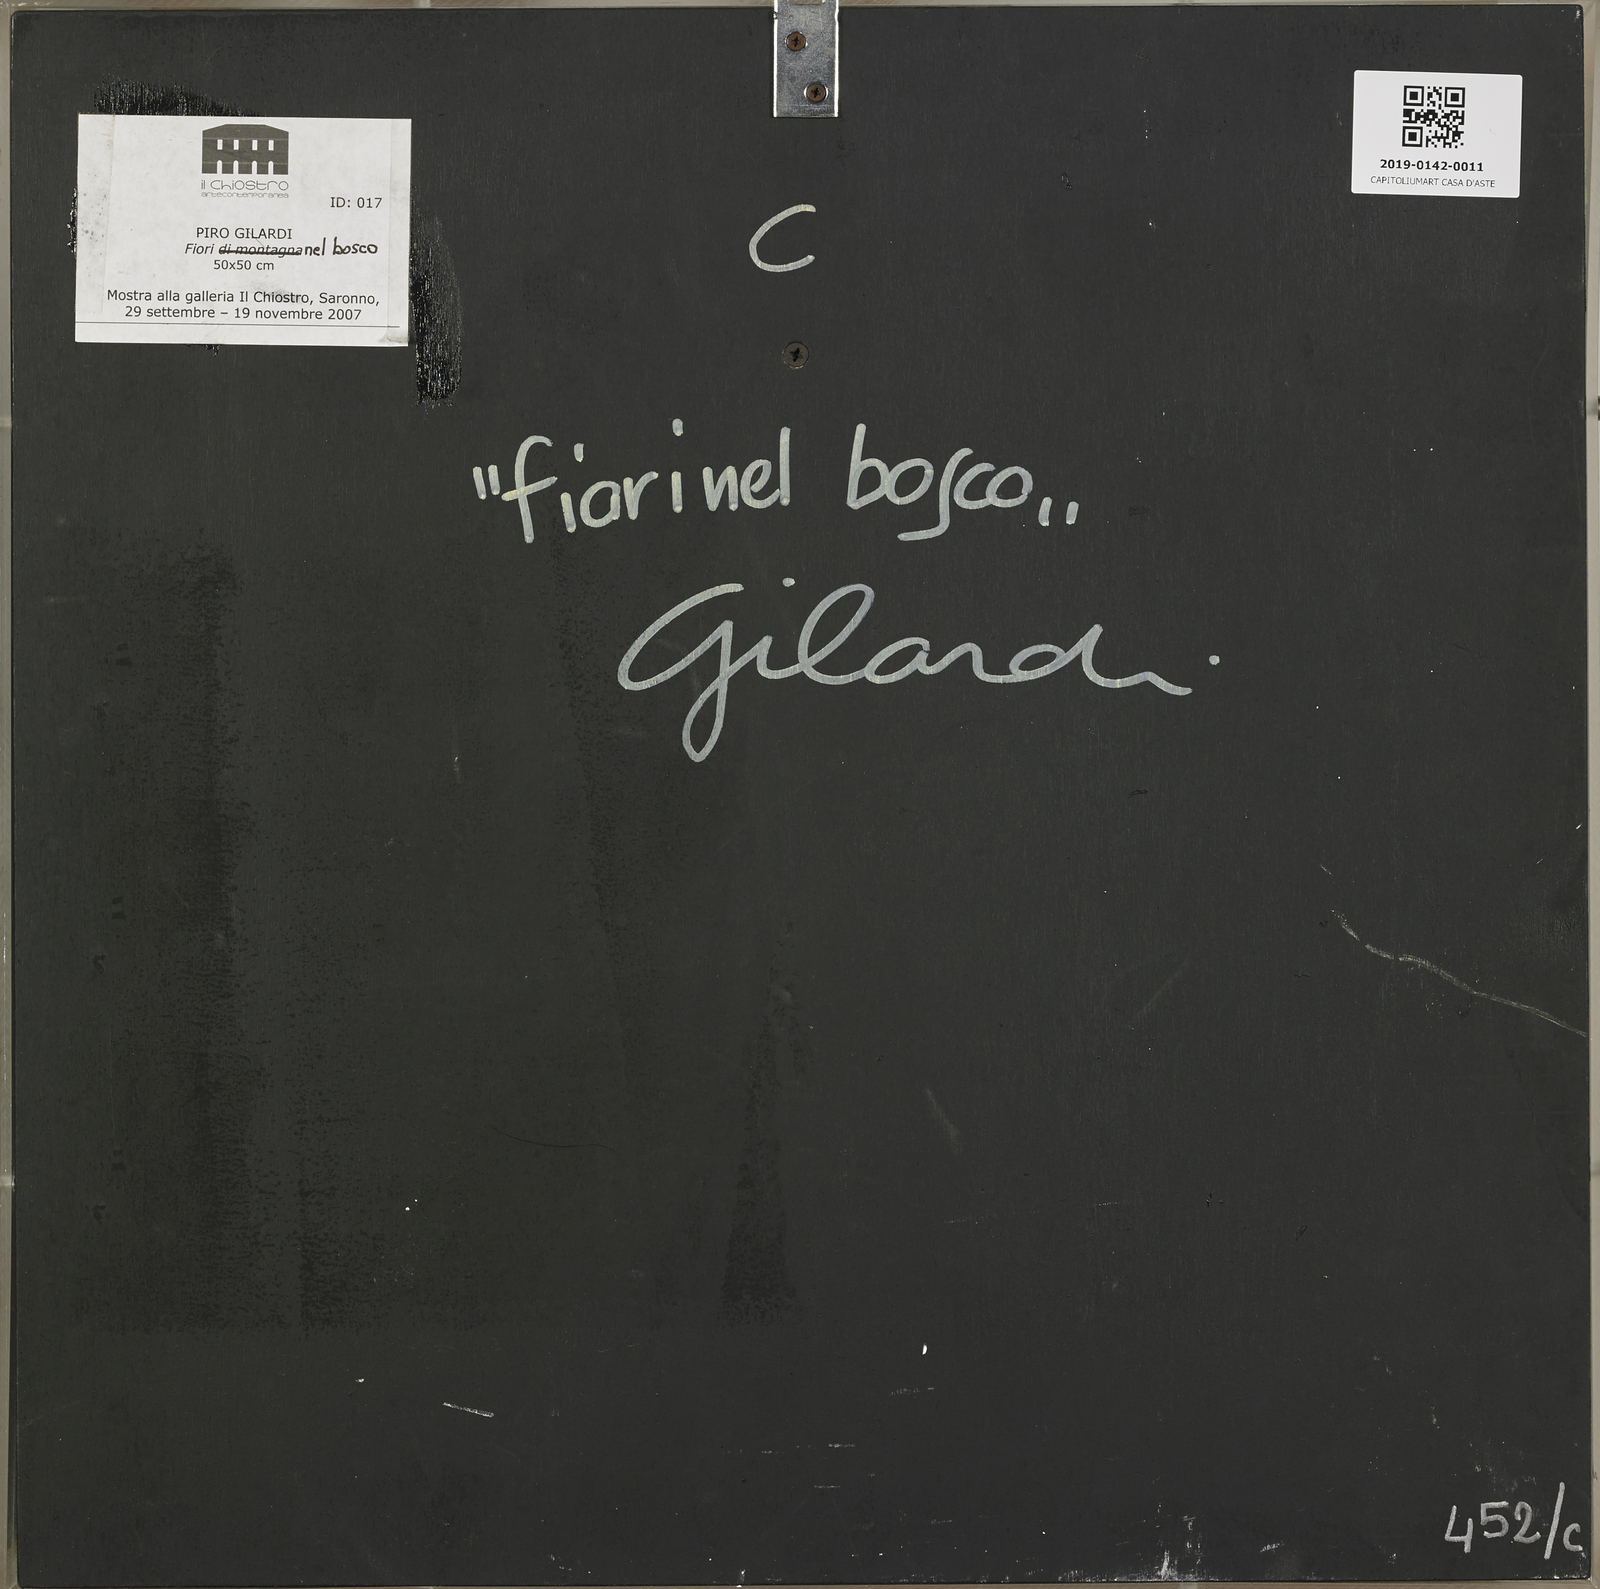 il chiostro
artecontemporanea
ID: 017
PIRO GILARDI
Fiori di montagna nel bosco
50x50 cm
Mostra alla galleria Il Chiostro, Saronno,
29 settembre – 19 novembre 2007
2019-0142-0011
CAPITOLIUMART CASA D'ASTE
C
"fiori nel bosco„
Gilardi
452/c